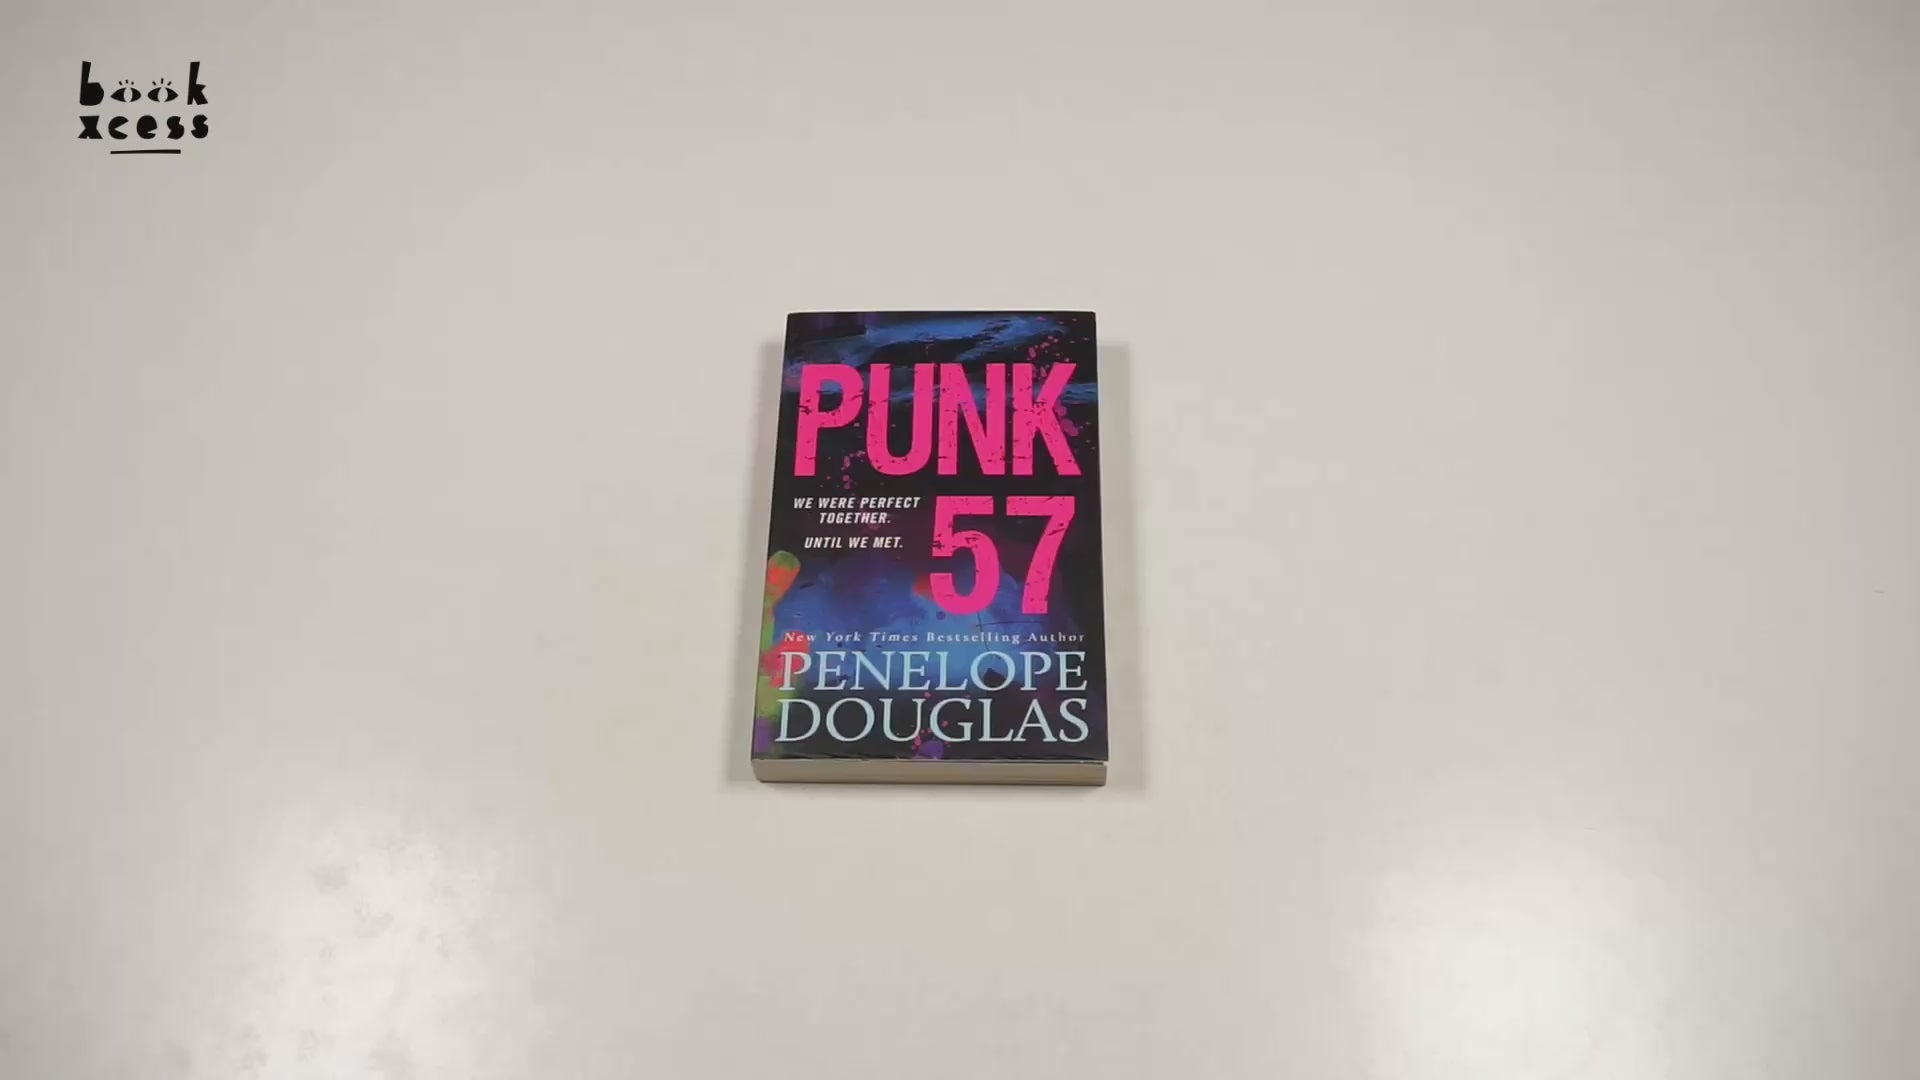 book
xcess
PUNK
57
WE WERE PERFECT
TOGETHER.
UNTIL WE MET.
New York Times Bestselling Author
PENELOPE
DOUGLAS